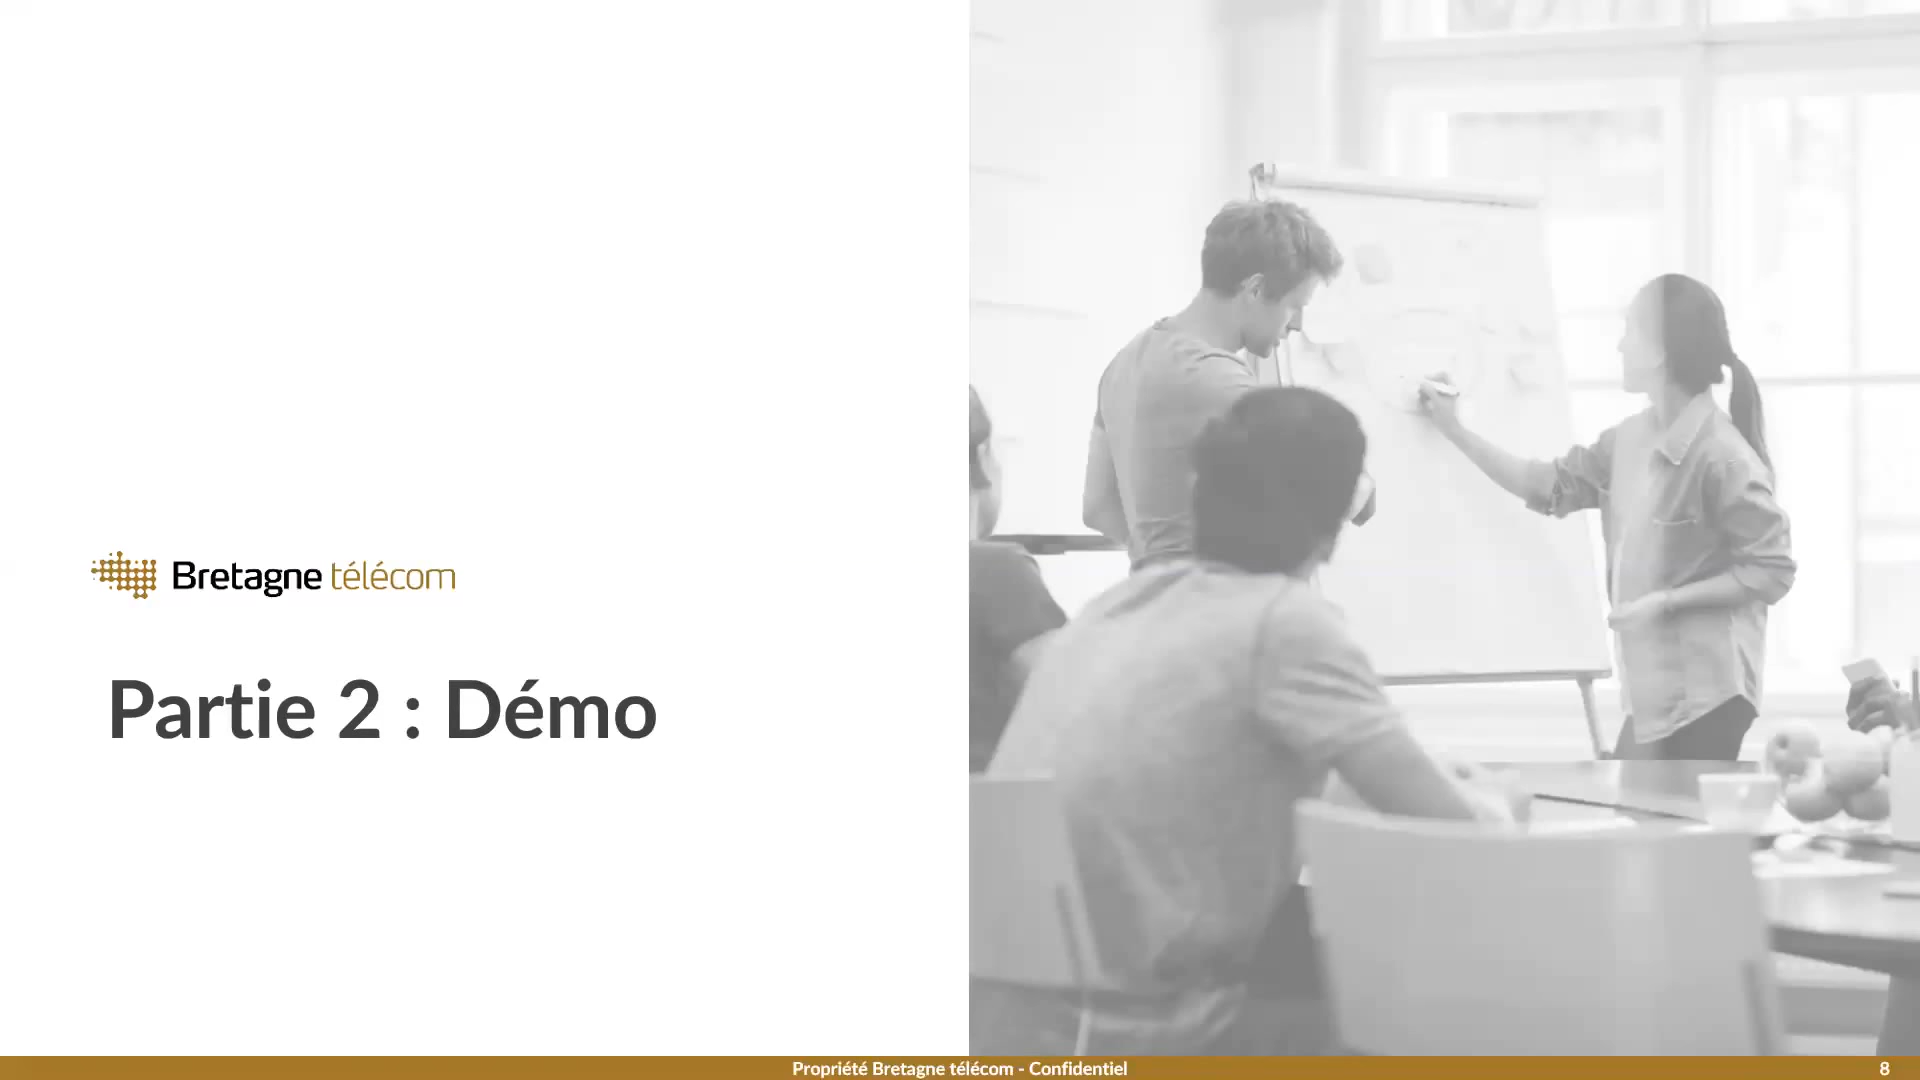 Bretagne télécom
Partie 2 : Démo
Propriété Bretagne télécom - Confidentiel
8